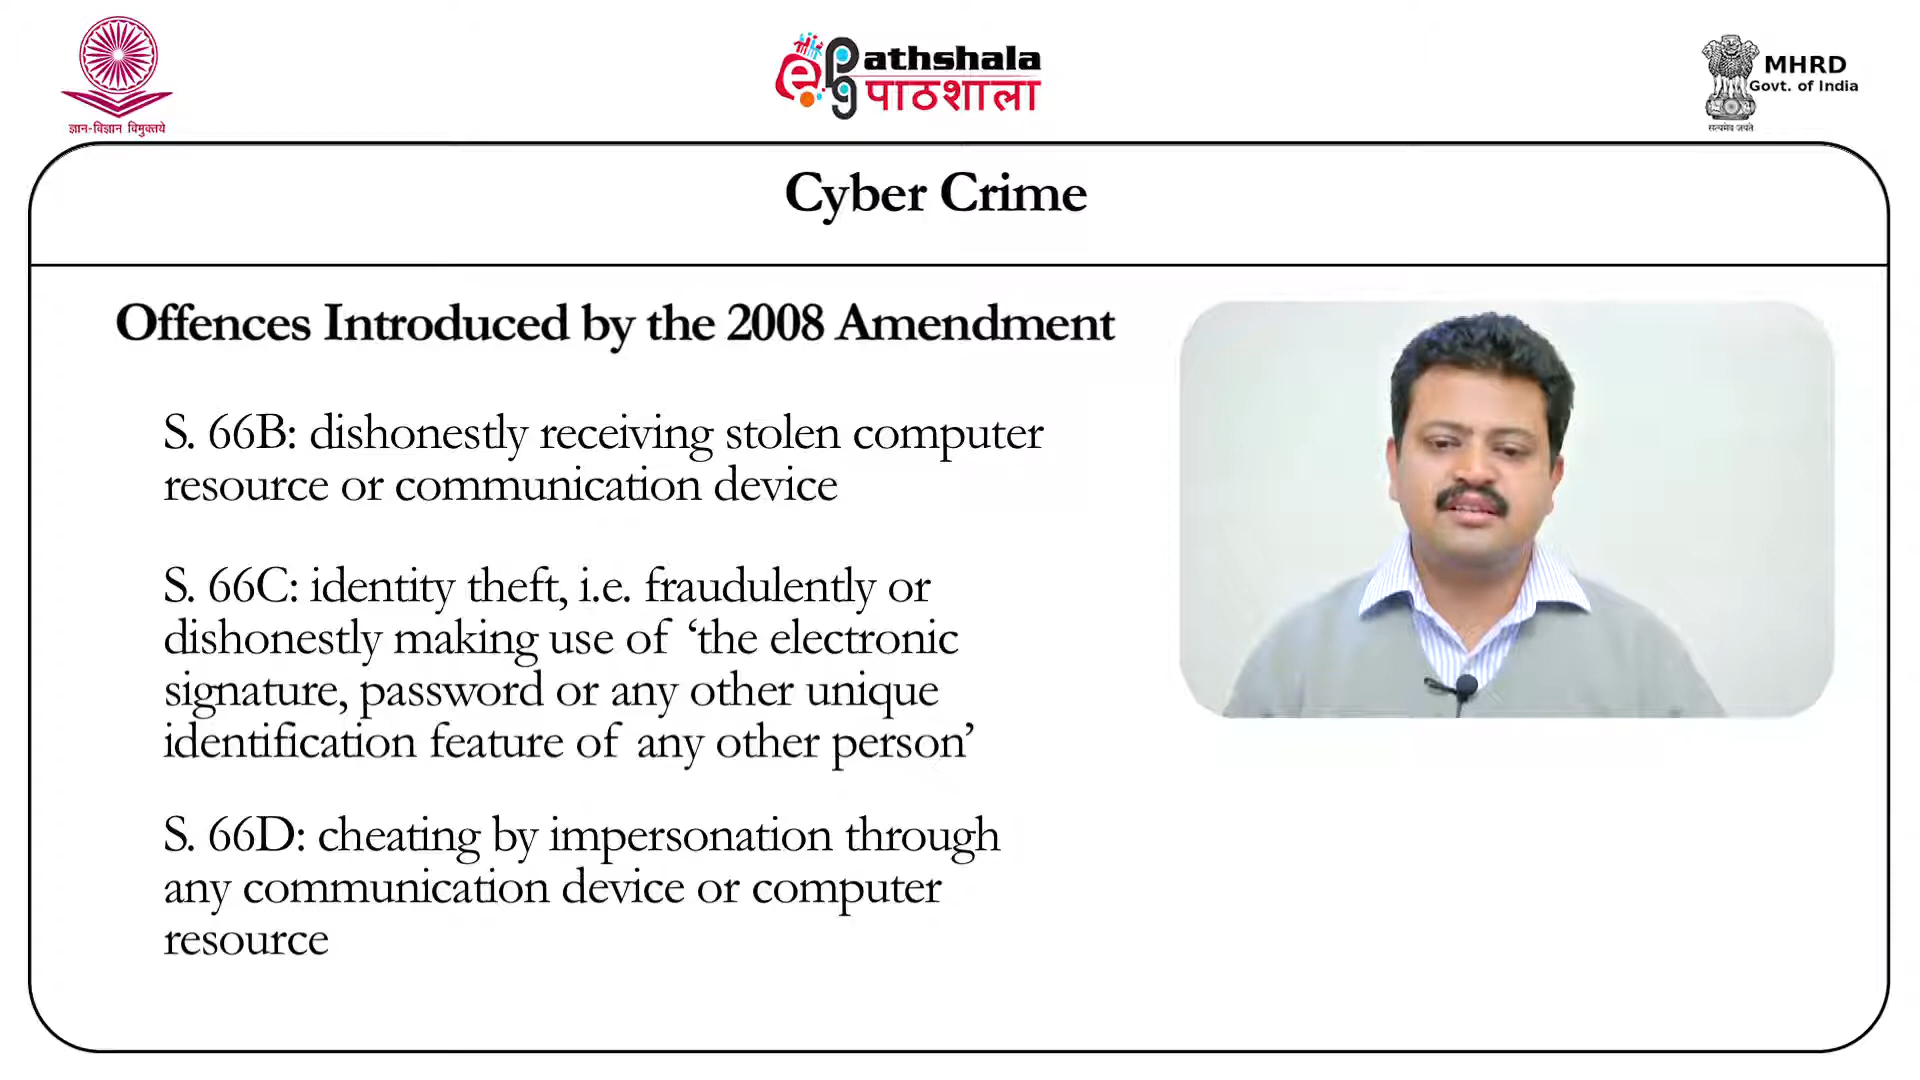 ज्ञान-विज्ञान विमुक्तये
ePathshala
पाठशाला
MHRD
Govt. of India
सत्यमेव जयते
Cyber Crime
Offences Introduced by the 2008 Amendment
S. 66B: dishonestly receiving stolen computer
resource or communication device
S. 66C: identity theft, i.e. fraudulently or
dishonestly making use of ‘the electronic
signature, password or any other unique
identification feature of any other person’
S. 66D: cheating by impersonation through
any communication device or computer
resource